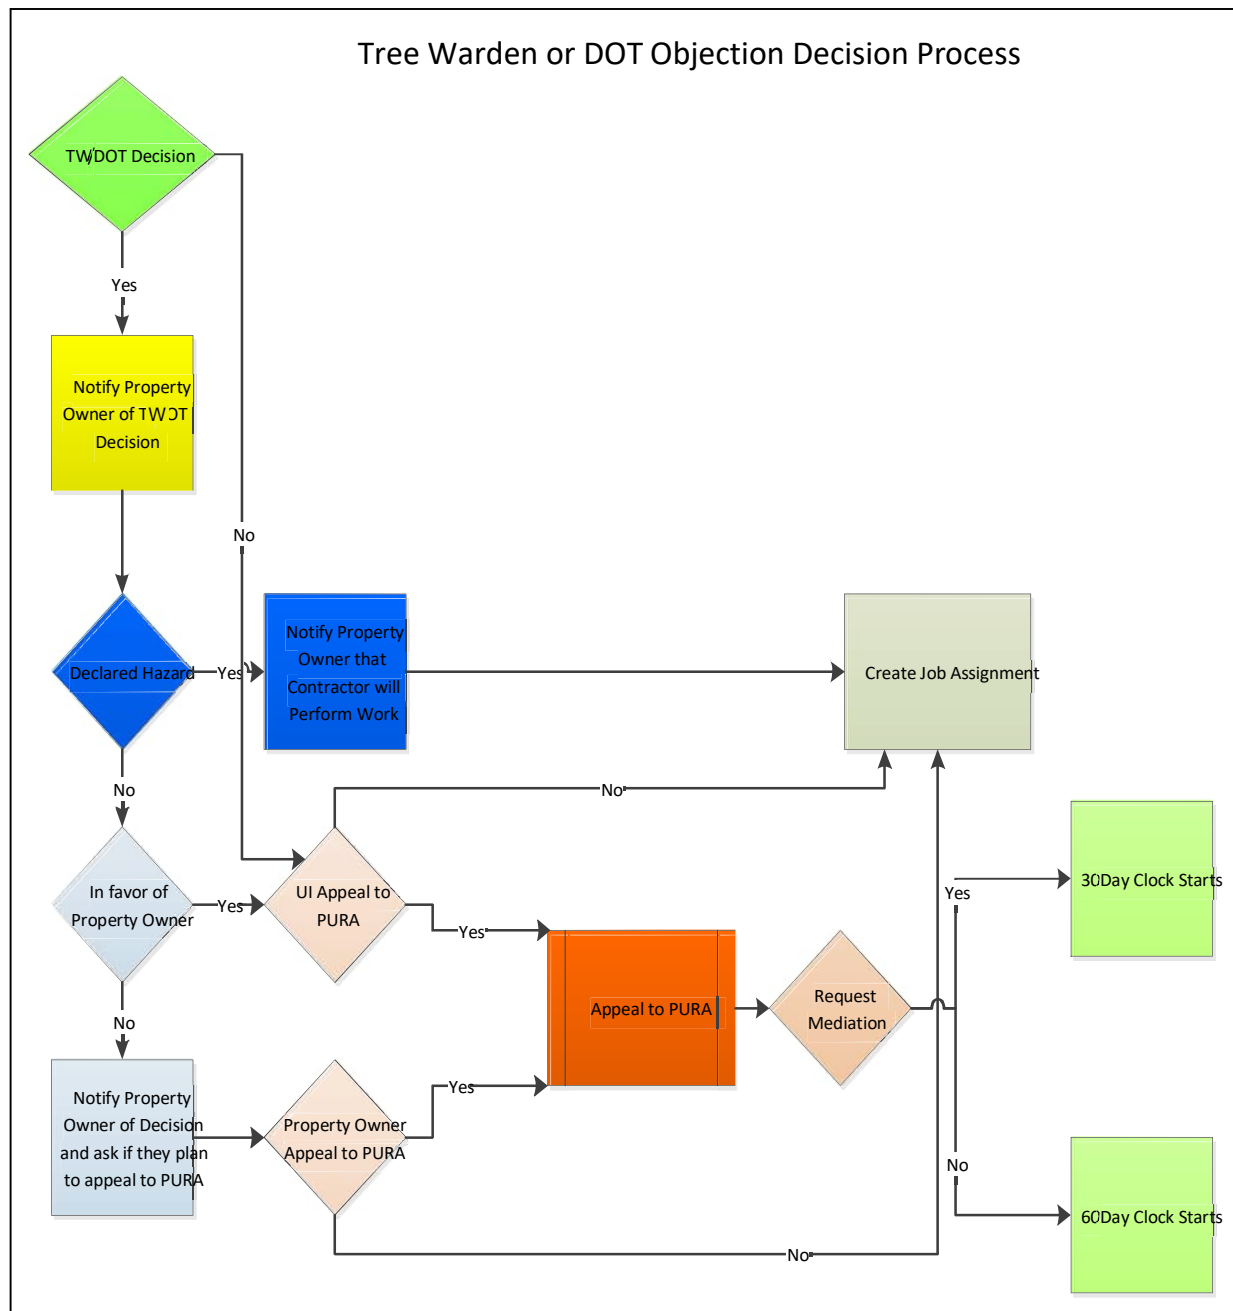 Tree Warden or DOT Objection Decision Process
TW/DOT Decision
Yes
Notify Property
Owner of TW OT
Decision
No
Declared Hazard
Yes
Notify Property
Owner that
Contractor will
Perform Work
Create Job Assignment
No
No
In favor of
Property Owner
Yes
UI Appeal to
PURA
Yes
Appeal to PURA
Request
Mediation
Yes
30Day Clock Starts
No
Notify Property
Owner of Decision
and ask if they plan
to appeal to PURA
Property Owner
Appeal to PURA
Yes
No
No
60Day Clock Starts